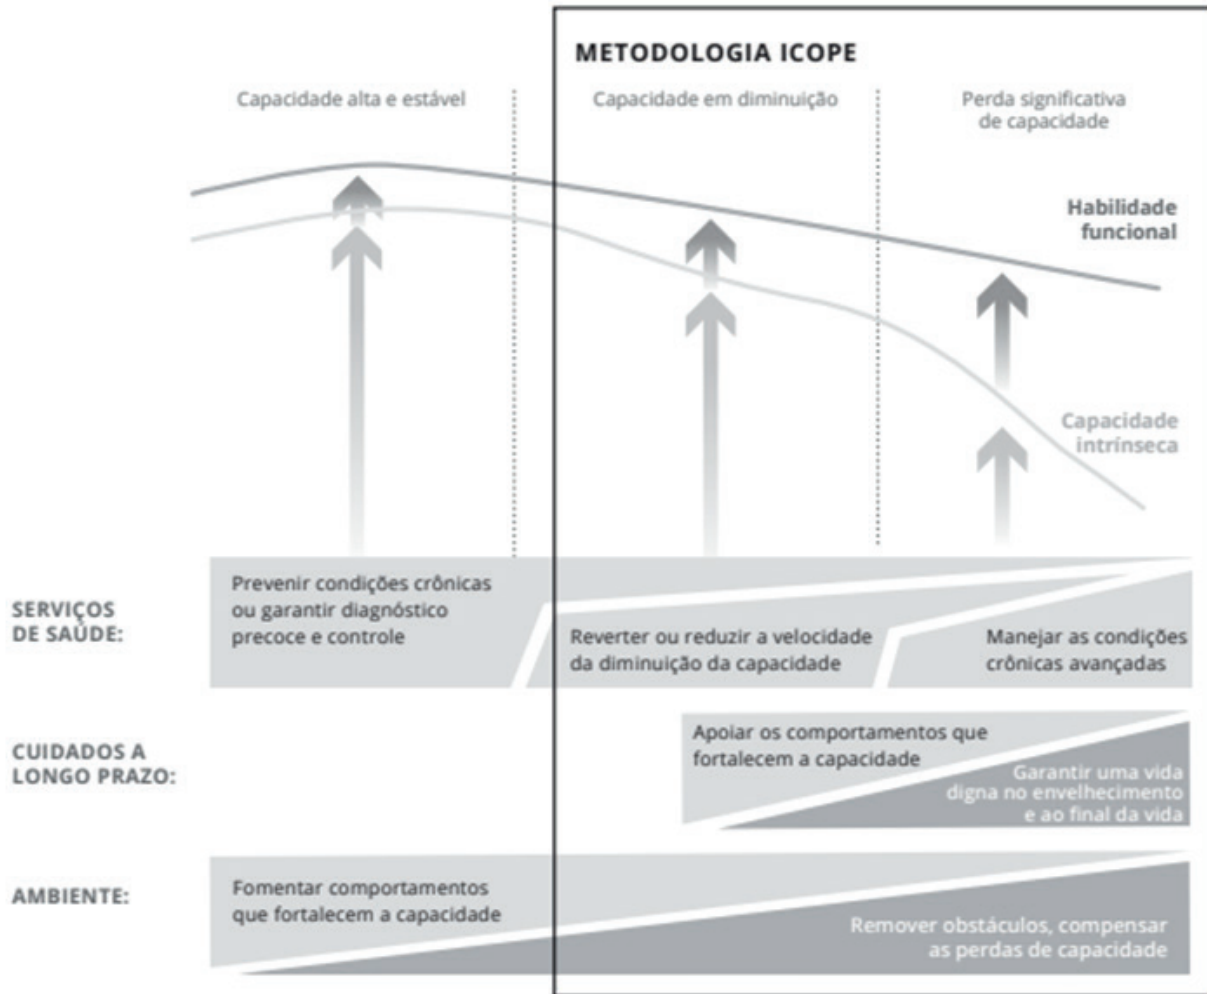 METODOLOGIA ICOPE
Capacidade alta e estável
Capacidade em diminuição
Perda significativa
de capacidade
Habilidade
funcional
Capacidade
intrínseca
SERVIÇOS
DE SAÚDE:
Prevenir condições crônicas
ou garantir diagnóstico
precoce e controle
Reverter ou reduzir a velocidade
da diminuição da capacidade
Manejar as condições
crônicas avançadas
CUIDADOS A
LONGO PRAZO:
Apoiar os comportamentos que
fortalecem a capacidade
Garantir uma vida
digna no envelhecimento
e ao final da vida
AMBIENTE:
Fomentar comportamentos
que fortalecem a capacidade
Remover obstáculos, compensar
as perdas de capacidade